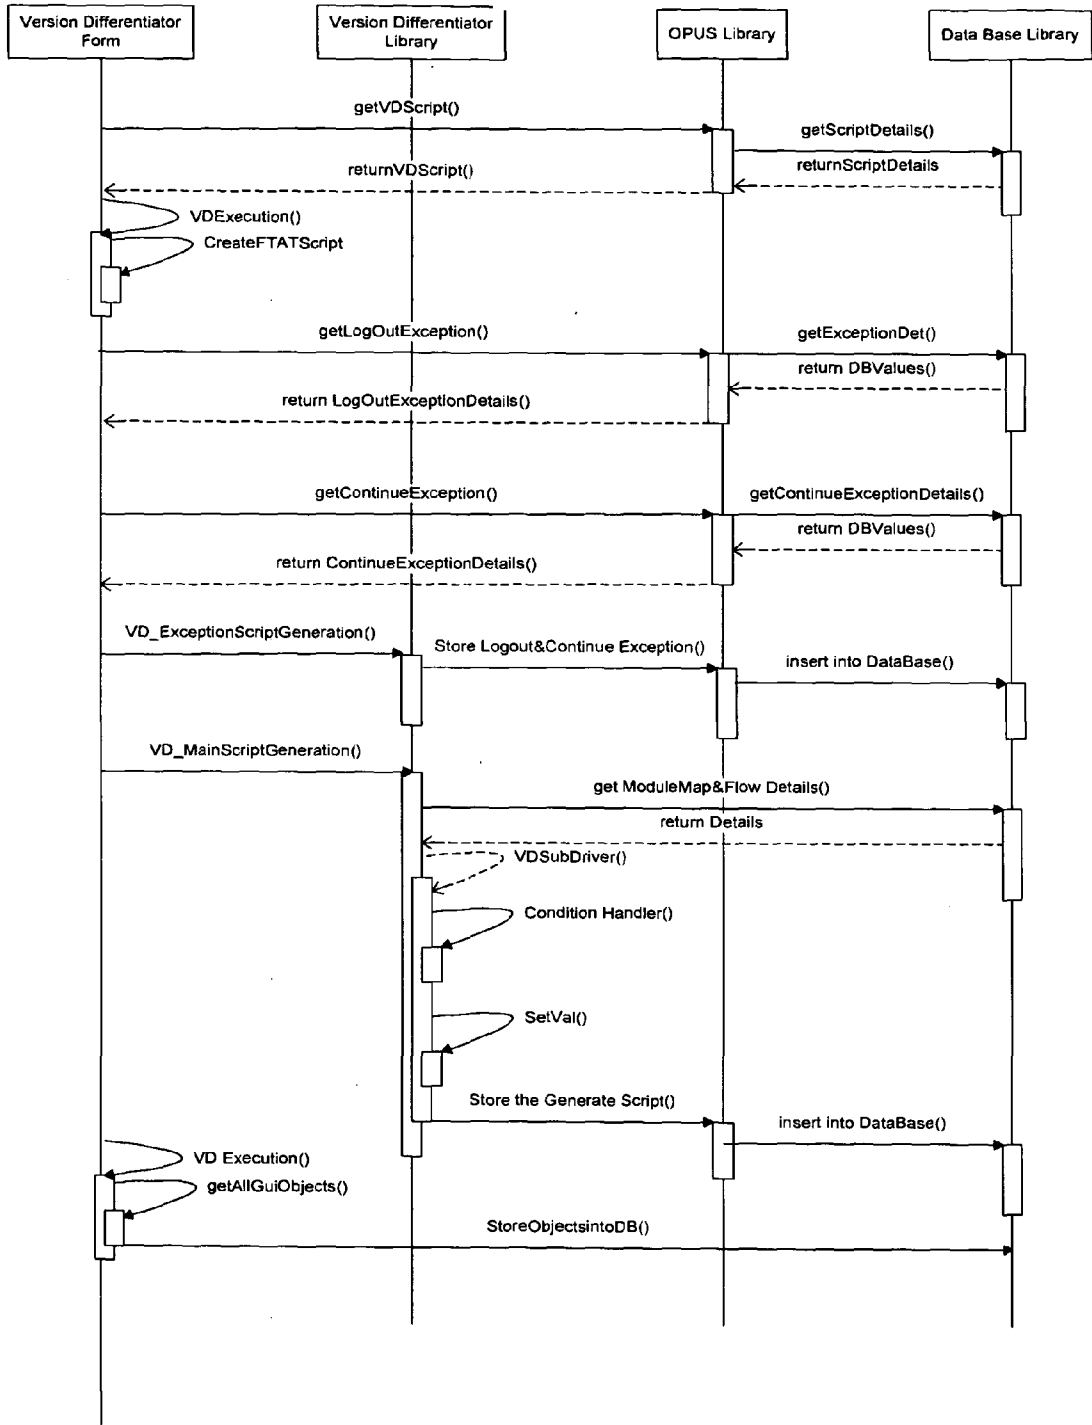 Version Differentiator
Form
Version Differentiator
Library
OPUS Library
Data Base Library
getVDScript()
getScriptDetails()
returnVDScript()
returnScriptDetails
VDExecution()
CreateFTATScript
getLogOutException()
getExceptionDet()
return DBValues()
return LogOutExceptionDetails()
getContinueException()
getContinueExceptionDetails()
return DBValues()
return ContinueExceptionDetails()
VD_ExceptionScriptGeneration()
Store Logout&Continue Exception()
insert into DataBase()
VD_MainScriptGeneration()
get ModuleMap&Flow Details()
return Details
VDSubDriver()
Condition Handler()
SetVal()
Store the Generate Script()
insert into DataBase()
VD Execution()
getAllGuiObjects()
StoreObjectsintoDB()